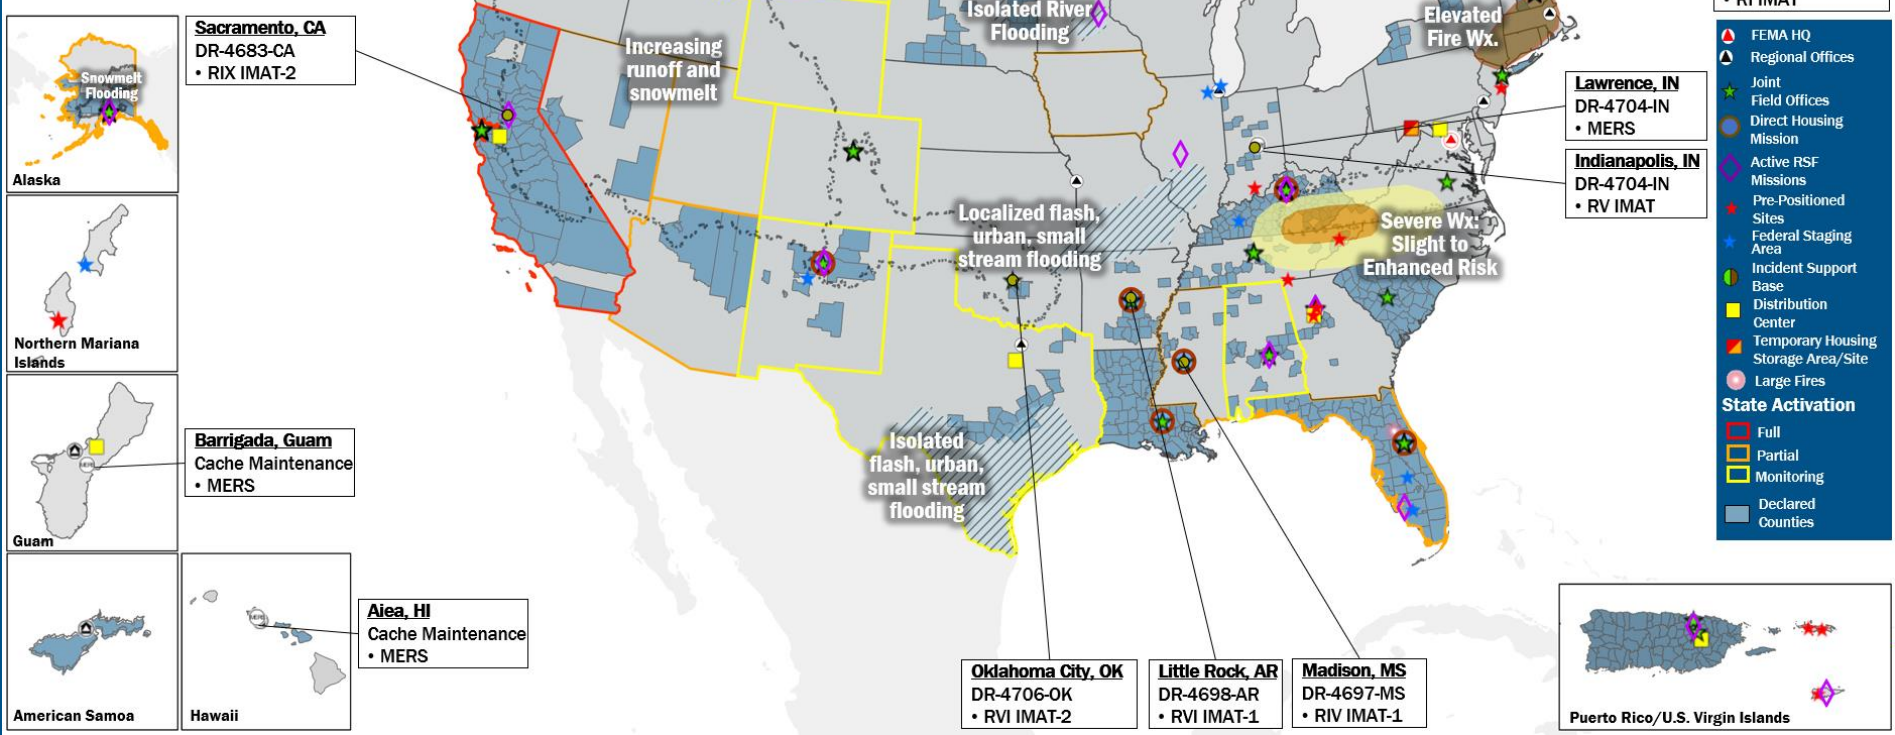 Sacramento, CA
DR-4683-CA
• RIX IMAT-2
Snowmelt
Flooding
Alaska
Northern Mariana
Islands
Guam
Barrigada, Guam
Cache Maintenance
• MERS
MERS
American Samoa
MERS
Hawaii
Aiea, HI
Cache Maintenance
• MERS
Increasing
runoff and
snowmelt
Isolated River
Flooding
Localized flash,
urban, small
stream flooding
Isolated
flash, urban,
small stream
flooding
Elevated
Fire Wx.
Severe Wx:
Slight to
Enhanced Risk
Lawrence, IN
DR-4704-IN
• MERS
Indianapolis, IN
DR-4704-IN
• RV IMAT
Oklahoma City, OK
DR-4706-OK
• RVI IMAT-2
Little Rock, AR
DR-4698-AR
• RVI IMAT-1
Madison, MS
DR-4697-MS
• RIV IMAT-1
• RI IMAT
FEMA HQ
Regional Offices
Joint
Field Offices
Direct Housing
Mission
Active RSF
Missions
Pre-Positioned
Sites
Federal Staging
Area
Incident Support
Base
Distribution
Center
Temporary Housing
Storage Area/Site
Large Fires
State Activation
Full
Partial
Monitoring
Declared
Counties
Puerto Rico/U.S. Virgin Islands